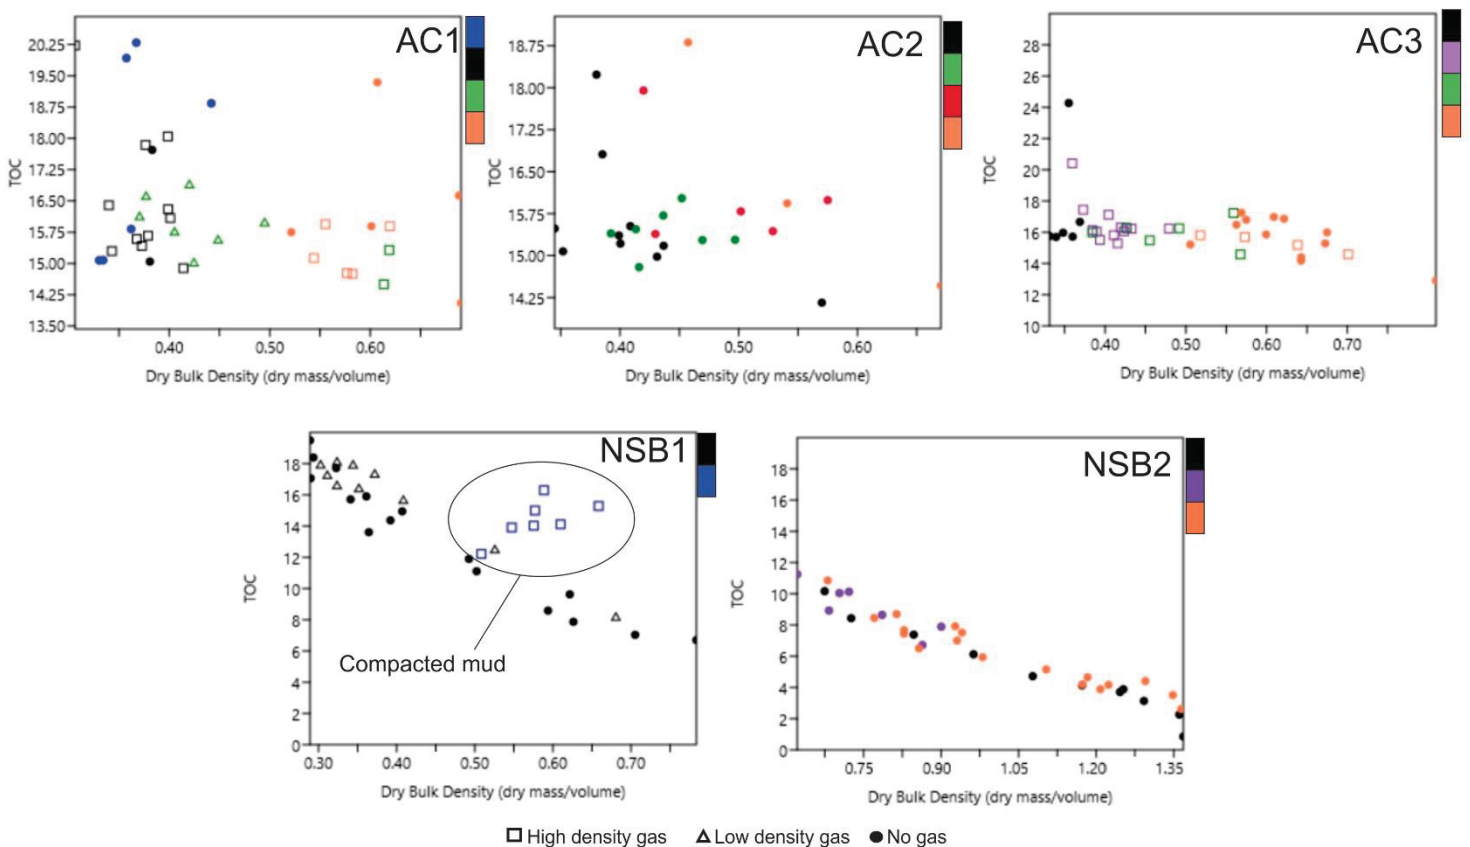 AC1
20.25
19.50
18.75
18.00
17.25
16.50
15.75
15.00
14.25
13.50
TOC
0.40 0.50 0.60
Dry Bulk Density (dry mass/volume)
AC2
18.75
18.00
17.25
16.50
15.75
15.00
14.25
TOC
0.40 0.50 0.60
Dry Bulk Density (dry mass/volume)
AC3
28
26
24
22
20
18
16
14
12
10
TOC
0.40 0.50 0.60 0.70
Dry Bulk Density (dry mass/volume)
NSB1
18
16
14
12
10
8
6
4
2
0
TOC
Compacted mud
0.30 0.40 0.50 0.60 0.70
Dry Bulk Density (dry mass/volume)
NSB2
18
16
14
12
10
8
6
4
2
0
TOC
0.75 0.90 1.05 1.20 1.35
Dry Bulk Density (dry mass/volume)
High density gas Low density gas No gas